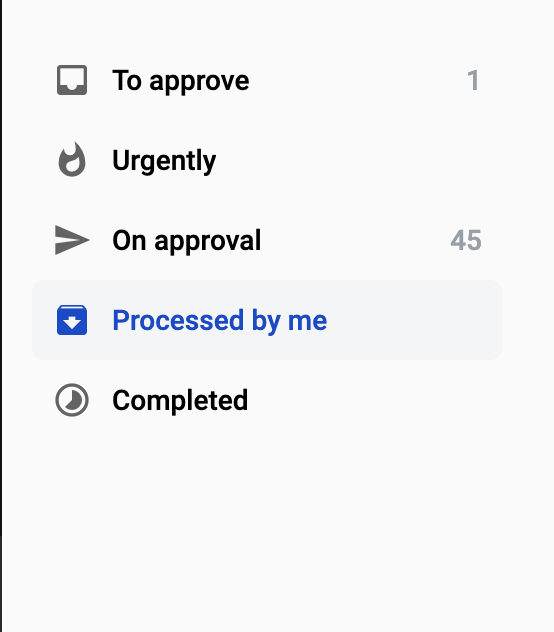 To approve 1
Urgently
On approval 45
Processed by me
Completed